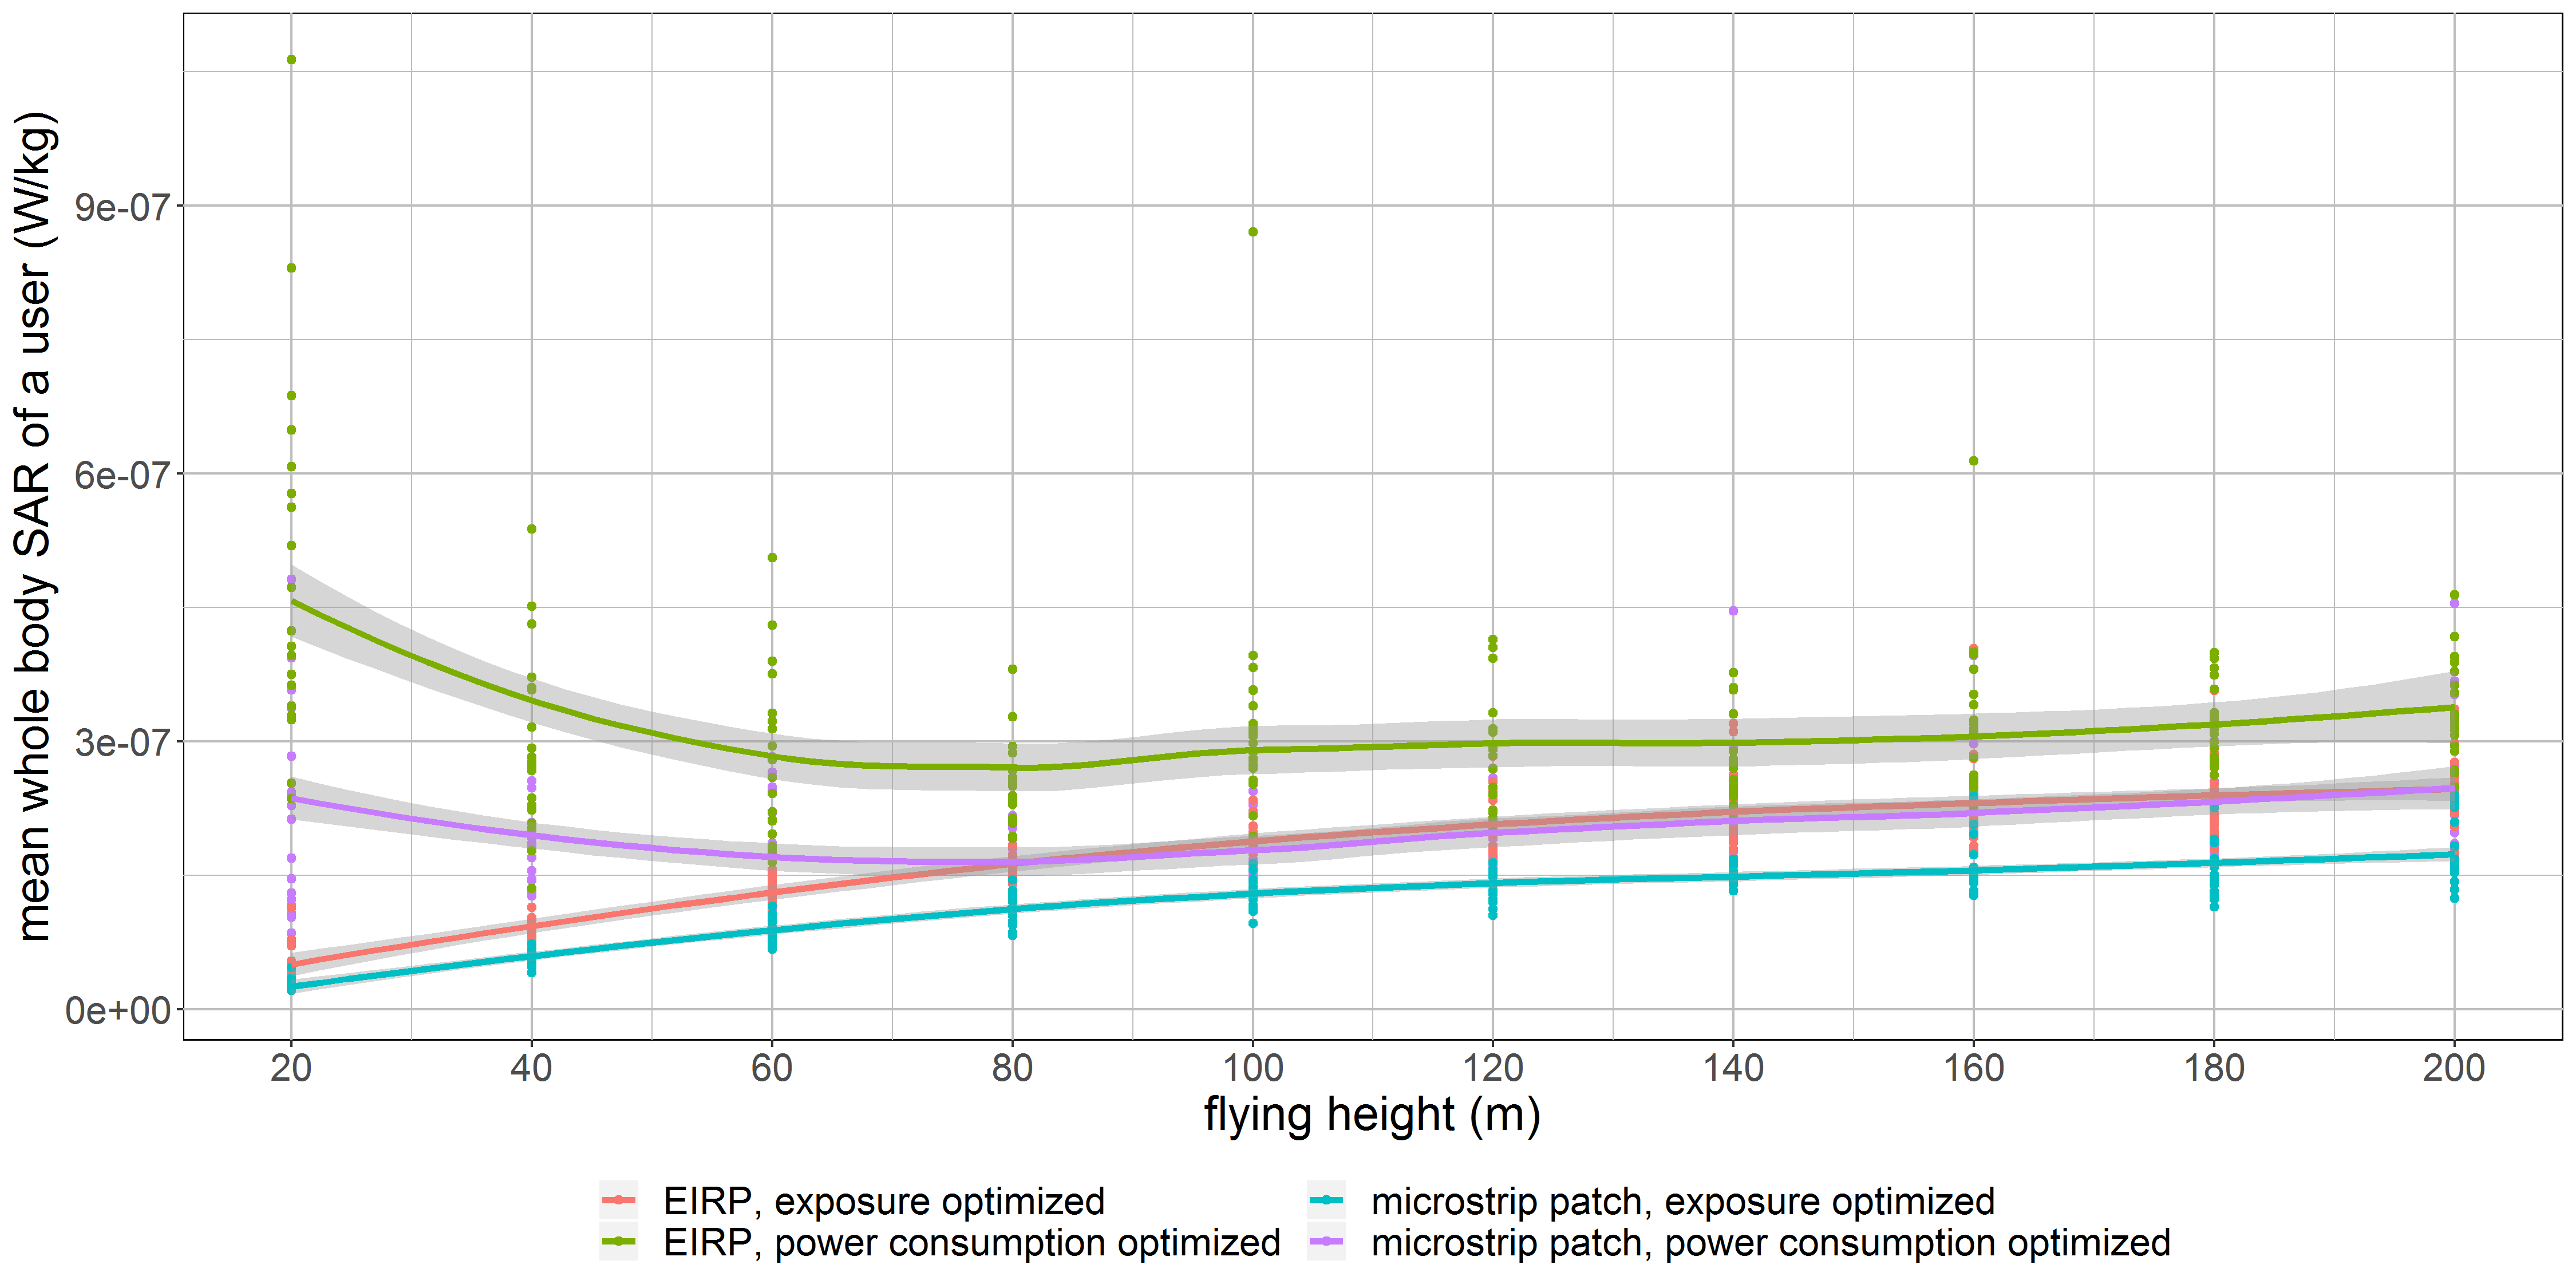 mean whole body SAR of a user (W/kg)
9e-07
6e-07
3e-07
0e+00
20 40 60 80 100 120 140 160 180 200
flying height (m)
EIRP, exposure optimized
EIRP, power consumption optimized
microstrip patch, exposure optimized
microstrip patch, power consumption optimized